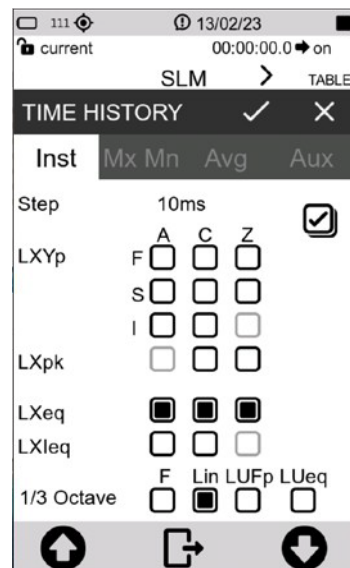 111 13/02/23
current 00:00:00.0 on
SLM > TABLE
TIME HISTORY
Inst Mx Mn Avg Aux
Step 10ms
A C Z
LXYp F
S
I
LXpk
LXeq
LXIeq
F Lin LUFp LUeq
1/3 Octave